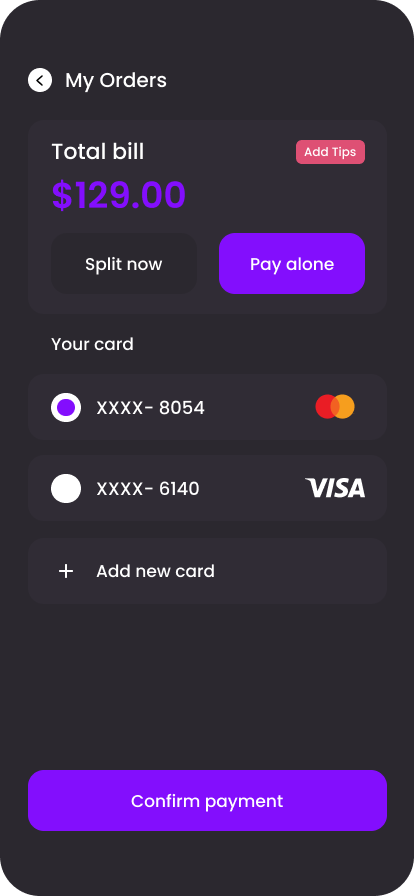 My Orders
Total bill
Add Tips
$129.00
Split now
Pay alone
Your card
XXXX- 8054
XXXX- 6140
VISA
Add new card
Confirm payment